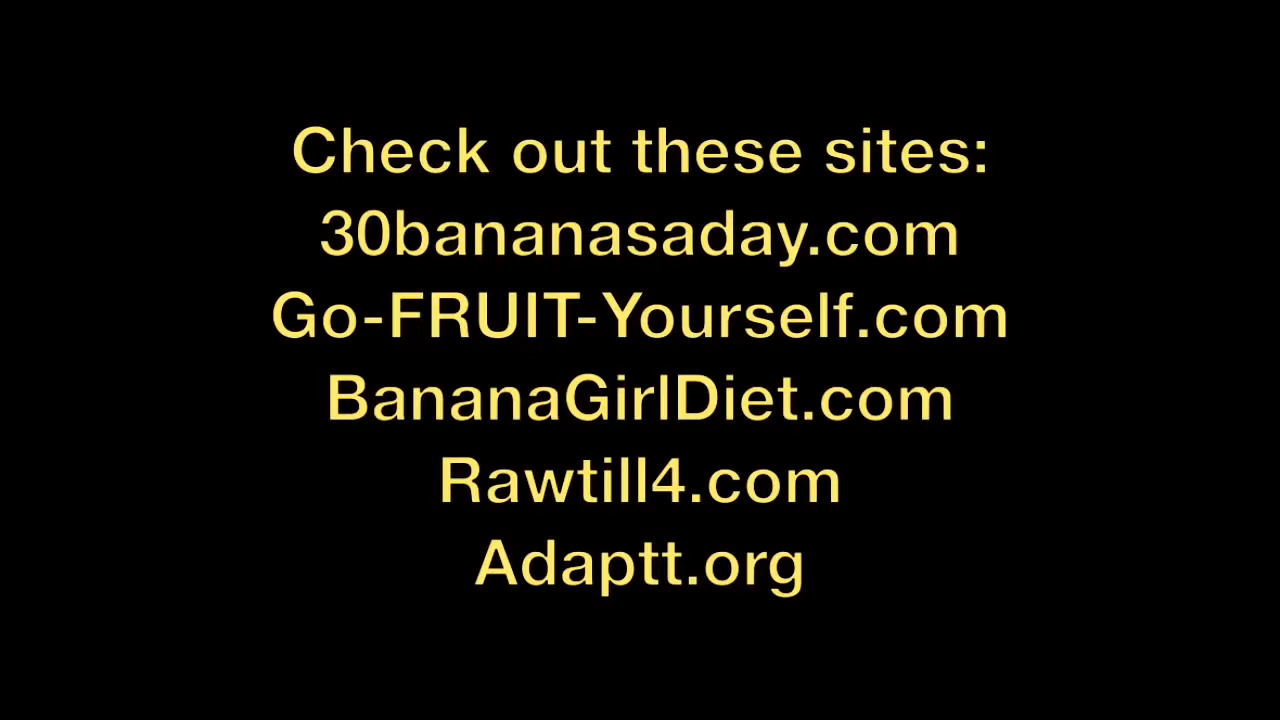 Check out these sites:
30bananasaday.com
Go-FRUIT-Yourself.com
BananaGirlDiet.com
Rawtill4.com
Adaptt.org